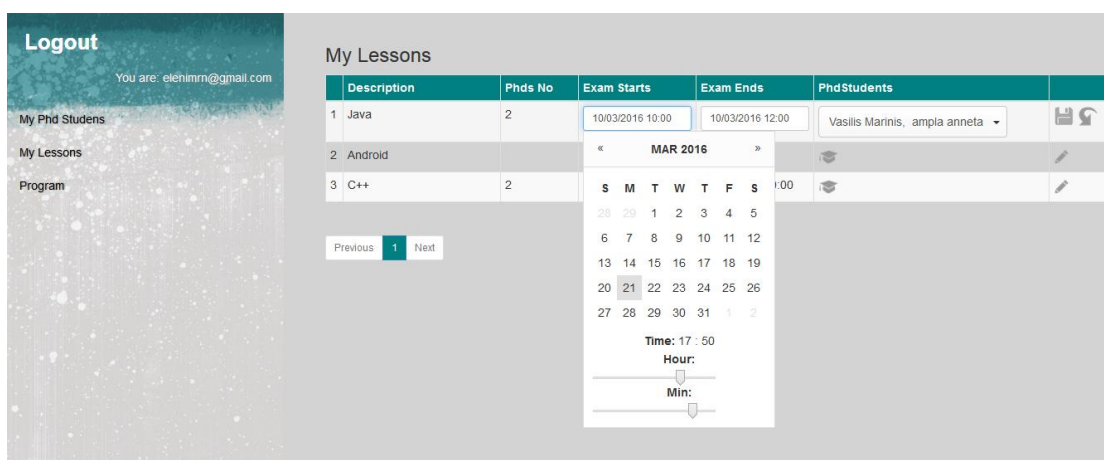 Logout
You are: elenimrn@gmail.com
My Phd Studens
My Lessons
Program
My Lessons
Description Phds No Exam Starts Exam Ends PhdStudents
1 Java 2 10/03/2016 10:00 10/03/2016 12:00 Vasilis Marinis, ampla anneta
2 Android
3 C++ 2 :00
« MAR 2016 »
S M T W T F S
28 29 1 2 3 4 5
6 7 8 9 10 11 12
13 14 15 16 17 18 19
20 21 22 23 24 25 26
27 28 29 30 31 1 2
Time: 17 : 50
Hour:
Min:
Previous 1 Next